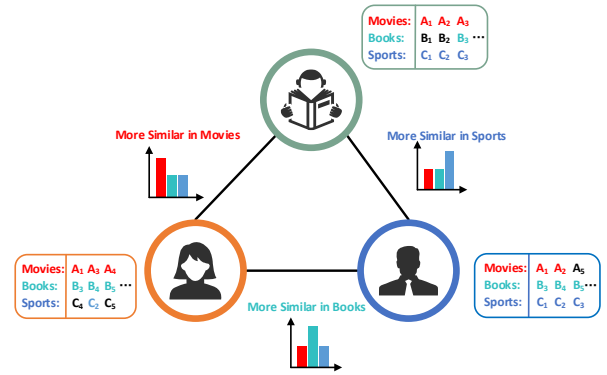 Movies: A₁ A₂ A₃
Books: B₁ B₂ B₃ ···
Sports: C₁ C₂ C₃
More Similar in Movies
More Similar in Sports
Movies: A₁ A₃ A₄
Books: B₃ B₄ B₅ ···
Sports: C₄ C₂ C₅
Movies: A₁ A₂ A₅
Books: B₃ B₄ B₅ ···
Sports: C₁ C₂ C₃
More Similar in Books